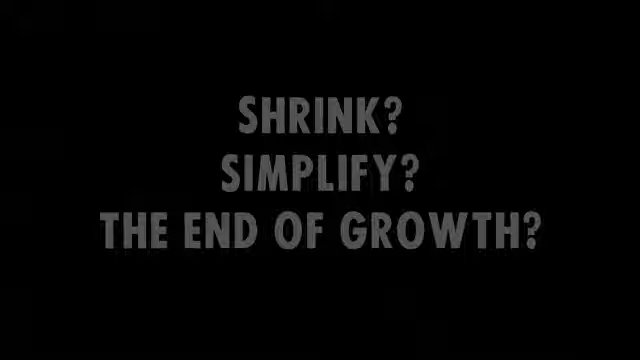 SHRINK?
SIMPLIFY?
THE END OF GROWTH?